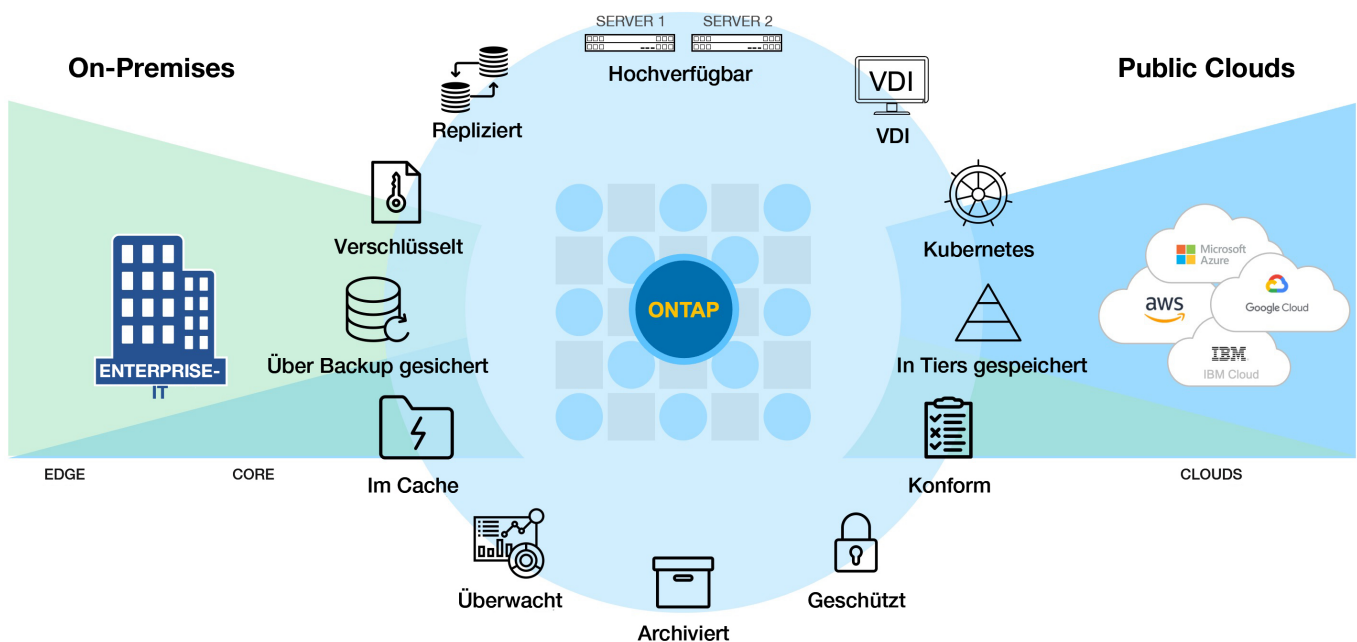 SERVER 1
SERVER 2
Hochverfügbar
On-Premises
Public Clouds
VDI
VDI
Repliziert
Verschlüsselt
Kubernetes
Microsoft
Azure
aws
Google Cloud
ONTAP
Über Backup gesichert
In Tiers gespeichert
IBM
IBM Cloud
ENTERPRISE-
IT
EDGE
CORE
Im Cache
Konform
CLOUDS
Überwacht
Geschützt
Archiviert